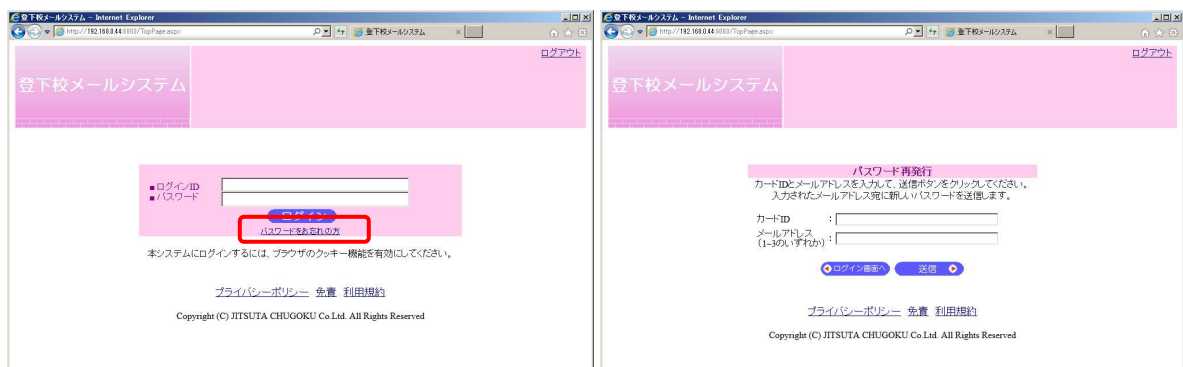 登下校メールシステム - Internet Explorer
http://192.168.0.44:8083/TopPage.aspx
登下校メールシステム
ログアウト
登下校メールシステム
■ログインID
■パスワード
ログイン
パスワードをお忘れの方
本システムにログインするには、ブラウザのクッキー機能を有効にしてください。
プライバシーポリシー 免責 利用規約
Copyright (C) JITSUTA CHUGOKU Co.Ltd. All Rights Reserved
登下校メールシステム - Internet Explorer
http://192.168.0.44:8083/TopPage.aspx
登下校メールシステム
ログアウト
登下校メールシステム
パスワード再発行
カードIDとメールアドレスを入力して、送信ボタンをクリックしてください。
入力されたメールアドレス宛に新しいパスワードを送信します。
カードID :
メールアドレス
(1~3のいずれか) :
ログイン画面へ 送信
プライバシーポリシー 免責 利用規約
Copyright (C) JITSUTA CHUGOKU Co.Ltd. All Rights Reserved